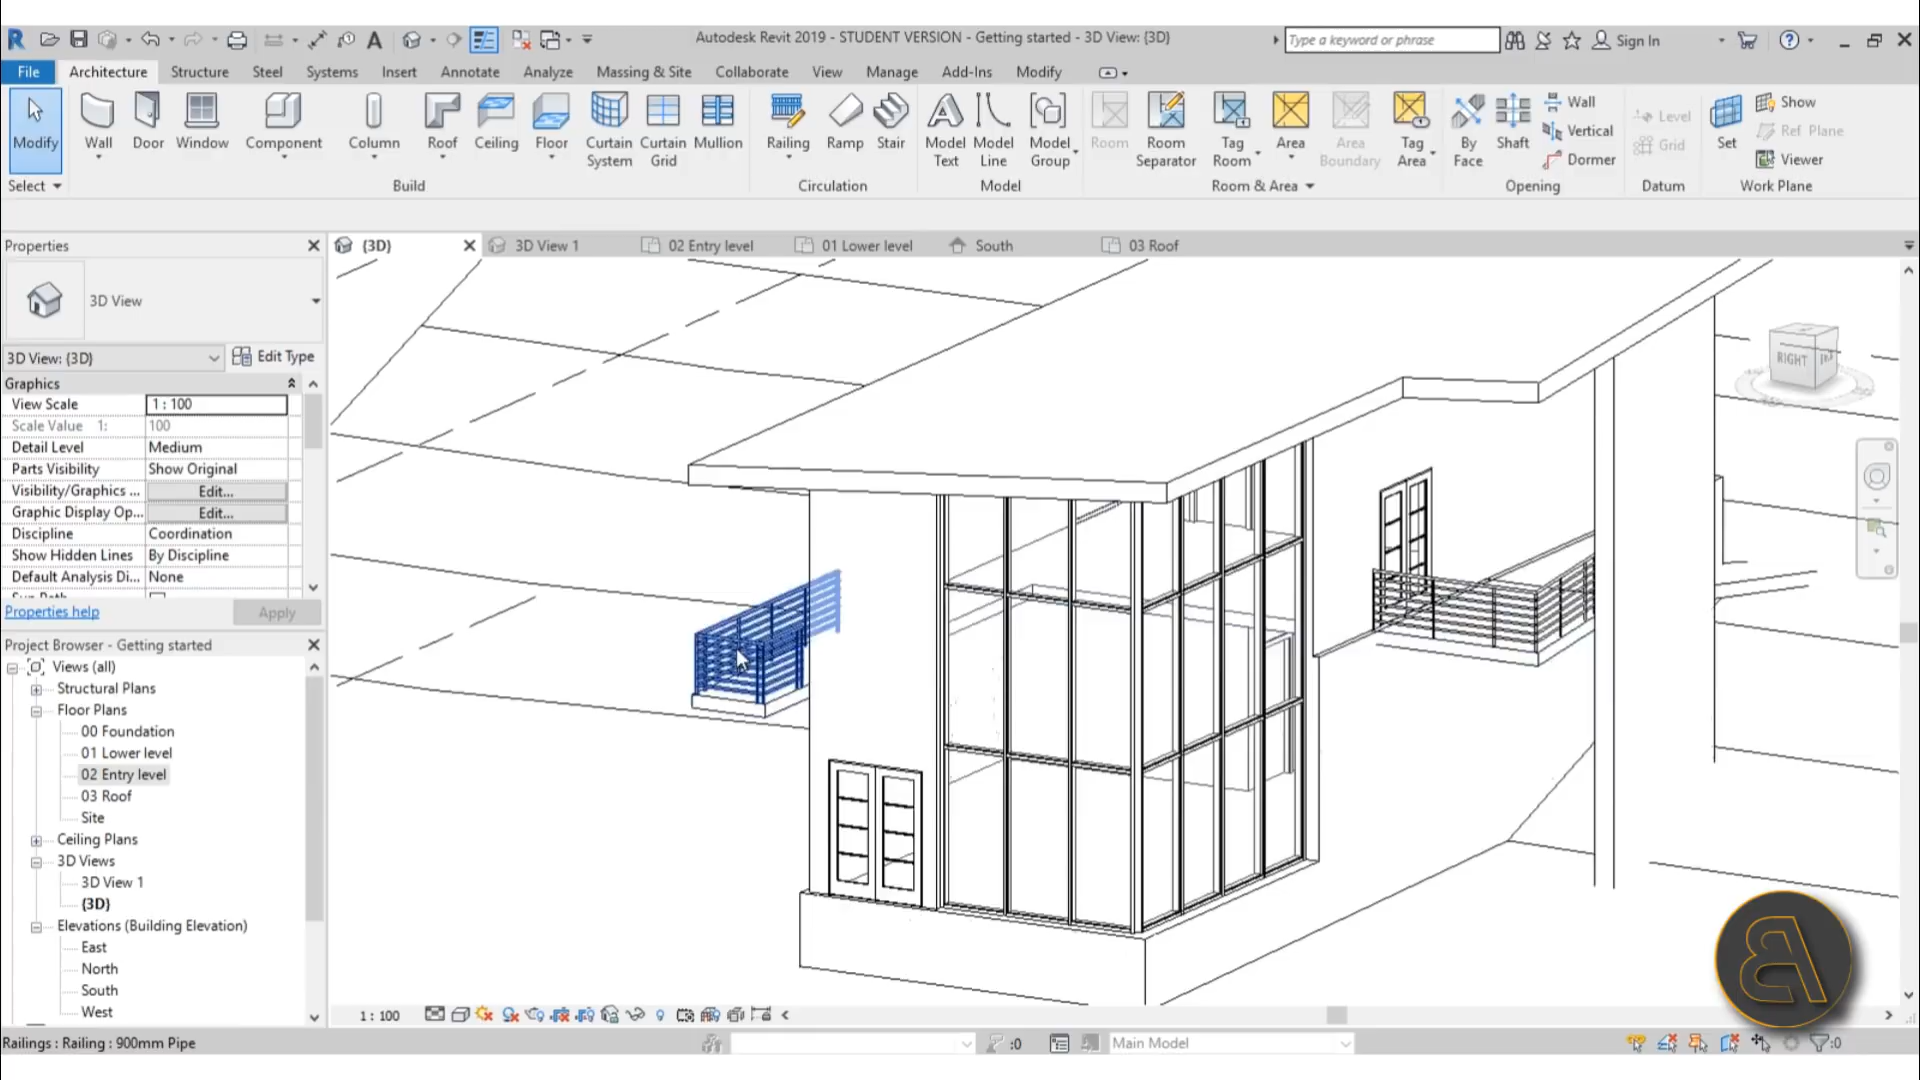 Autodesk Revit 2019 - STUDENT VERSION - Getting started - 3D View: {3D}
Type a keyword or phrase
Sign In
File Architecture Structure Steel Systems Insert Annotate Analyze Massing & Site Collaborate View Manage Add-Ins Modify
Modify Wall Door Window Component Column Roof Ceiling Floor Curtain System Curtain Grid Mullion Railing Ramp Stair Model Text Model Line Model Group Room Room Separator Tag Room Area Area Boundary Tag Area By Face Shaft Wall Vertical Dormer Level Grid Set Show Ref Plane Viewer
Select Build Circulation Model Room & Area Opening Datum Work Plane
Properties
(3D) 3D View 1 02 Entry level 01 Lower level South 03 Roof
3D View
3D View: {3D} Edit Type
Graphics
View Scale 1 : 100
Scale Value 1: 100
Detail Level Medium
Parts Visibility Show Original
Visibility/Graphics ... Edit...
Graphic Display Op... Edit...
Discipline Coordination
Show Hidden Lines By Discipline
Default Analysis Di... None
Properties help Apply
RIGHT
Project Browser - Getting started
Views (all)
Structural Plans
Floor Plans
00 Foundation
01 Lower level
02 Entry level
03 Roof
Site
Ceiling Plans
3D Views
3D View 1
{3D}
Elevations (Building Elevation)
East
North
South
West
1 : 100
Railings : Railing : 900mm Pipe
:0
Main Model
:0